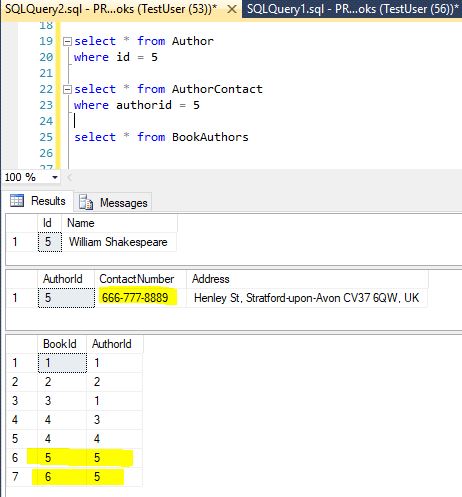 SQLQuery2.sql - PR...oks (TestUser (53))* SQLQuery1.sql - PR...oks (TestUser (56))*
18
19 select * from Author
20 where id = 5
21
22 select * from AuthorContact
23 where authorid = 5
24
25 select * from BookAuthors
26
100 %
Results Messages
Id Name
1 5 William Shakespeare
AuthorId ContactNumber Address
1 5 666-777-8889 Henley St, Stratford-upon-Avon CV37 6QW, UK
BookId AuthorId
1 1 1
2 2 2
3 3 1
4 4 3
5 4 4
6 5 5
7 6 5